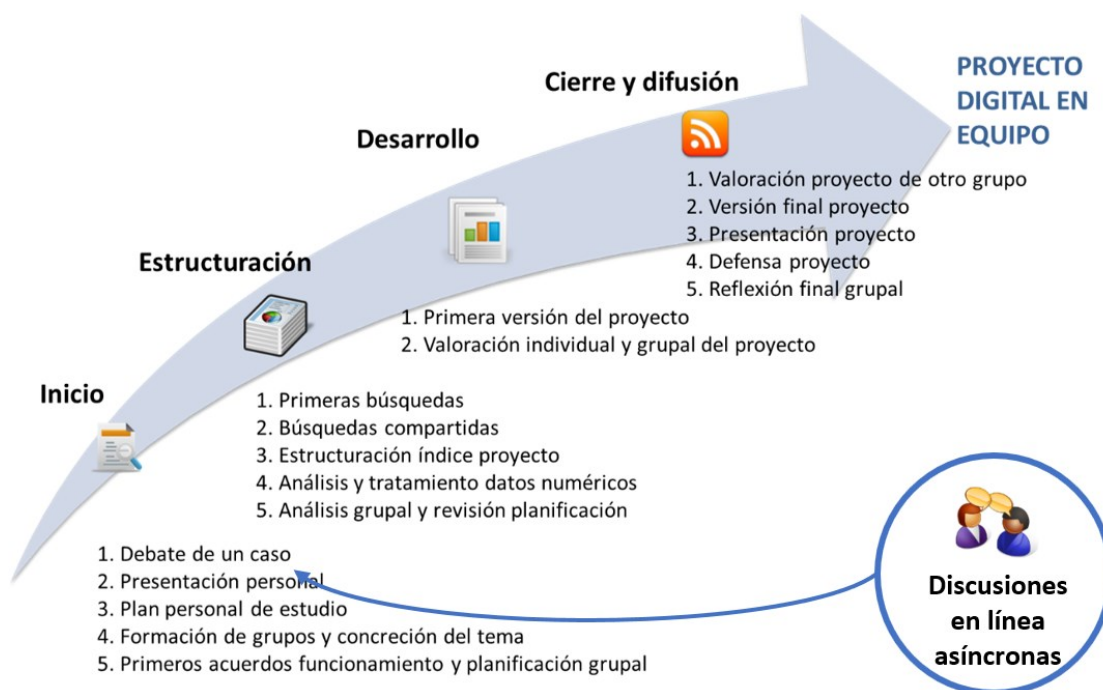 Cierre y difusión
PROYECTO
DIGITAL EN
EQUIPO
Desarrollo
1. Valoración proyecto de otro grupo
2. Versión final proyecto
3. Presentación proyecto
4. Defensa proyecto
5. Reflexión final grupal
Estructuración
1. Primera versión del proyecto
2. Valoración individual y grupal del proyecto
Inicio
1. Primeras búsquedas
2. Búsquedas compartidas
3. Estructuración índice proyecto
4. Análisis y tratamiento datos numéricos
5. Análisis grupal y revisión planificación
1. Debate de un caso
2. Presentación personal
3. Plan personal de estudio
4. Formación de grupos y concreción del tema
5. Primeros acuerdos funcionamiento y planificación grupal
Discusiones
en línea
asíncronas